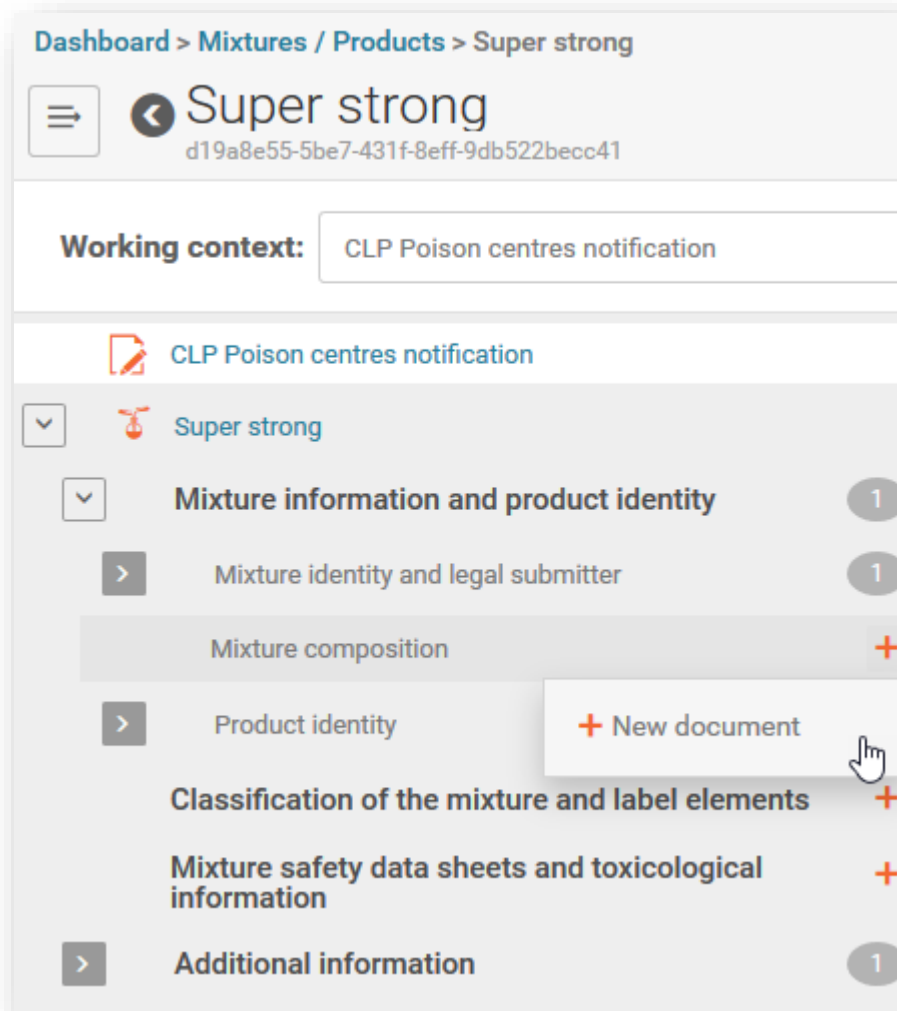 Dashboard > Mixtures / Products > Super strong
Super strong
d19a8e55-5be7-431f-8eff-9db522becc41
Working context: CLP Poison centres notification
CLP Poison centres notification
Super strong
Mixture information and product identity 1
Mixture identity and legal submitter 1
Mixture composition +
Product identity
+ New document
Classification of the mixture and label elements +
Mixture safety data sheets and toxicological +
information
Additional information 1